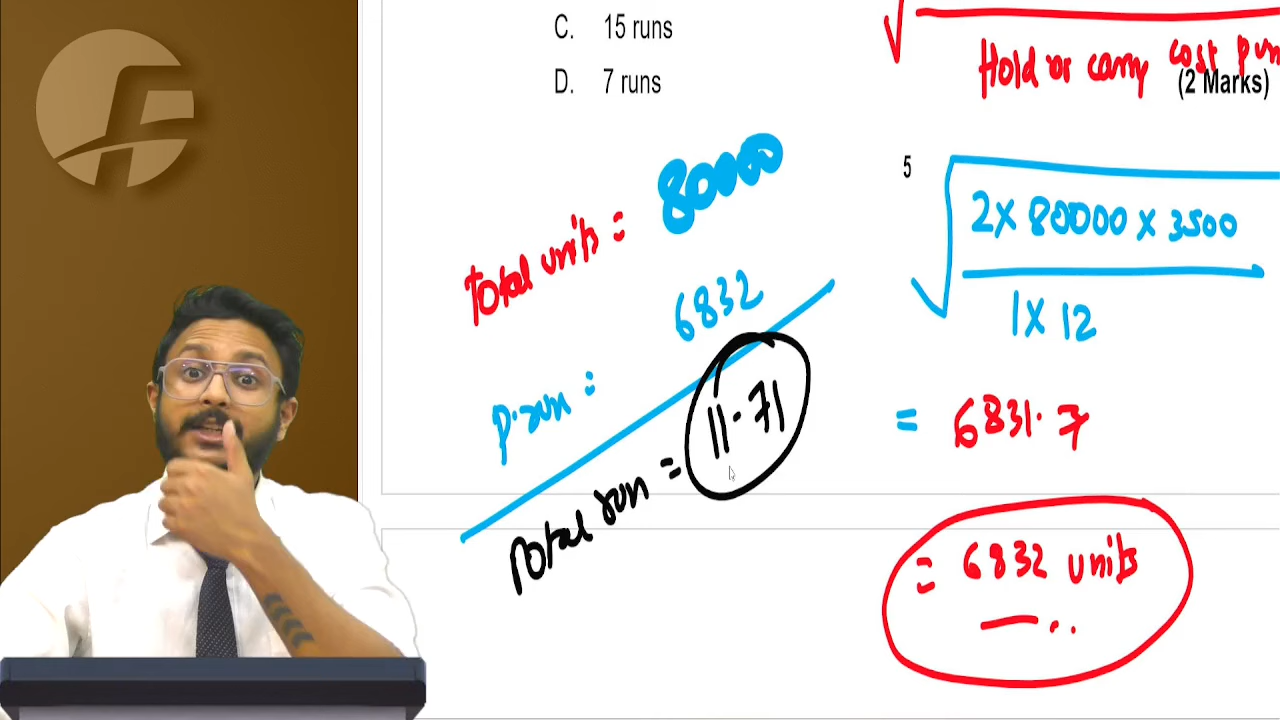 C. 15 runs
D. 7 runs
Hold or carry cost
(2 Marks)
Total units = 80000
p.run = 6832
Total run = 11.71
5
2 x 80000 x 3500
1 x 12
= 6831.7
= 6832 units